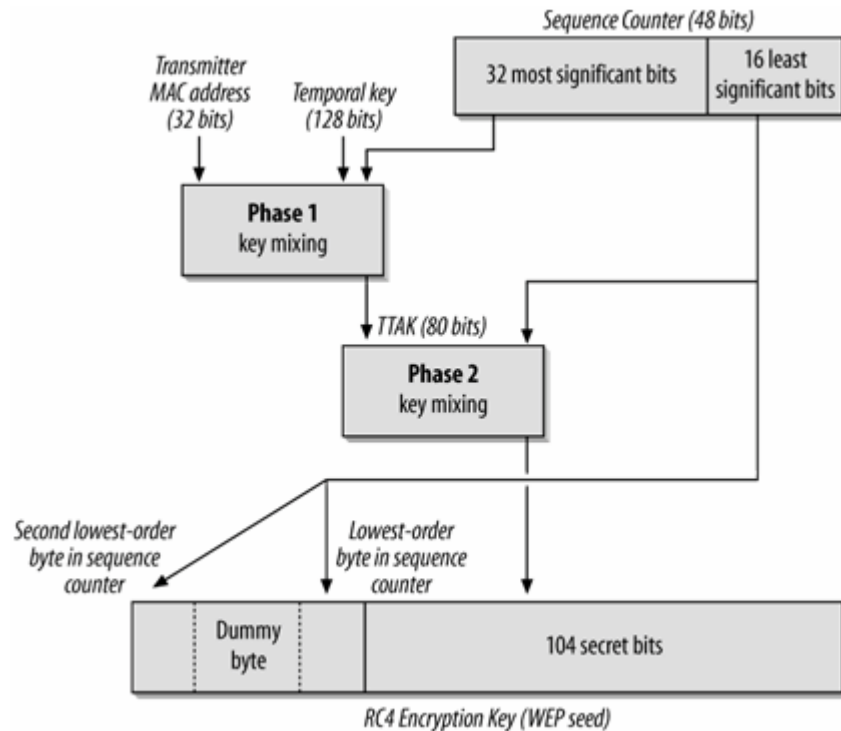 Sequence Counter (48 bits)
32 most significant bits
16 least
significant bits
Transmitter
MAC address
(32 bits)
Temporal key
(128 bits)
Phase 1
key mixing
TTAK (80 bits)
Phase 2
key mixing
Second lowest-order
byte in sequence
counter
Lowest-order
byte in sequence
counter
Dummy
byte
104 secret bits
RC4 Encryption Key (WEP seed)